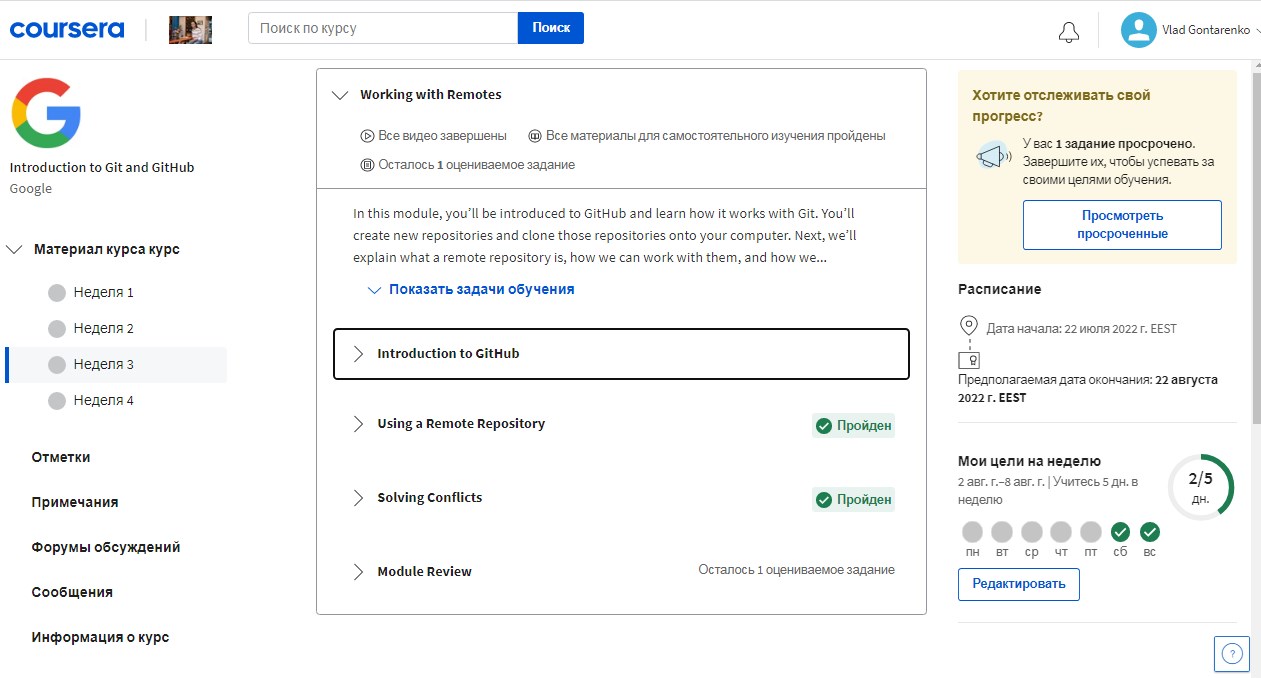 coursera
Поиск по курсу
Поиск
Vlad Gontarenko
Introduction to Git and GitHub
Google
Материал курса курс
Неделя 1
Неделя 2
Неделя 3
Неделя 4
Отметки
Примечания
Форумы обсуждений
Сообщения
Информация о курс
Working with Remotes
Все видео завершены
Все материалы для самостоятельного изучения пройдены
Осталось 1 оцениваемое задание
In this module, you’ll be introduced to GitHub and learn how it works with Git. You’ll
create new repositories and clone those repositories onto your computer. Next, we’ll
explain what a remote repository is, how we can work with them, and how we...
Показать задачи обучения
Introduction to GitHub
Using a Remote Repository
Пройден
Solving Conflicts
Пройден
Module Review
Осталось 1 оцениваемое задание
Хотите отслеживать свой
прогресс?
У вас 1 задание просрочено.
Завершите их, чтобы успевать за
своими целями обучения.
Просмотреть
просроченные
Расписание
Дата начала: 22 июля 2022 г. EEST
Предполагаемая дата окончания: 22 августа
2022 г. EEST
Мои цели на неделю
2 авг. г.–8 авг. г. | Учитесь 5 дн. в
неделю
2/5
дн.
пн вт ср чт пт сб вс
Редактировать
?